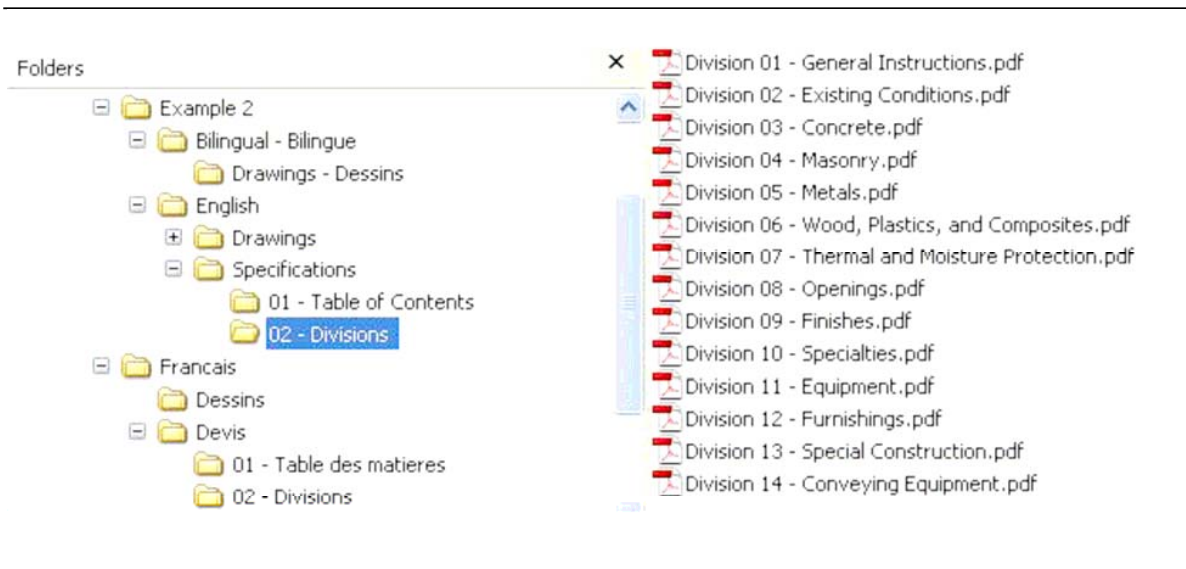 Folders
Example 2
Bilingual - Bilingue
Drawings - Dessins
English
Drawings
Specifications
01 - Table of Contents
02 - Divisions
Francais
Dessins
Devis
01 - Table des matieres
02 - Divisions
Division 01 - General Instructions.pdf
Division 02 - Existing Conditions.pdf
Division 03 - Concrete.pdf
Division 04 - Masonry.pdf
Division 05 - Metals.pdf
Division 06 - Wood, Plastics, and Composites.pdf
Division 07 - Thermal and Moisture Protection.pdf
Division 08 - Openings.pdf
Division 09 - Finishes.pdf
Division 10 - Specialties.pdf
Division 11 - Equipment.pdf
Division 12 - Furnishings.pdf
Division 13 - Special Construction.pdf
Division 14 - Conveying Equipment.pdf